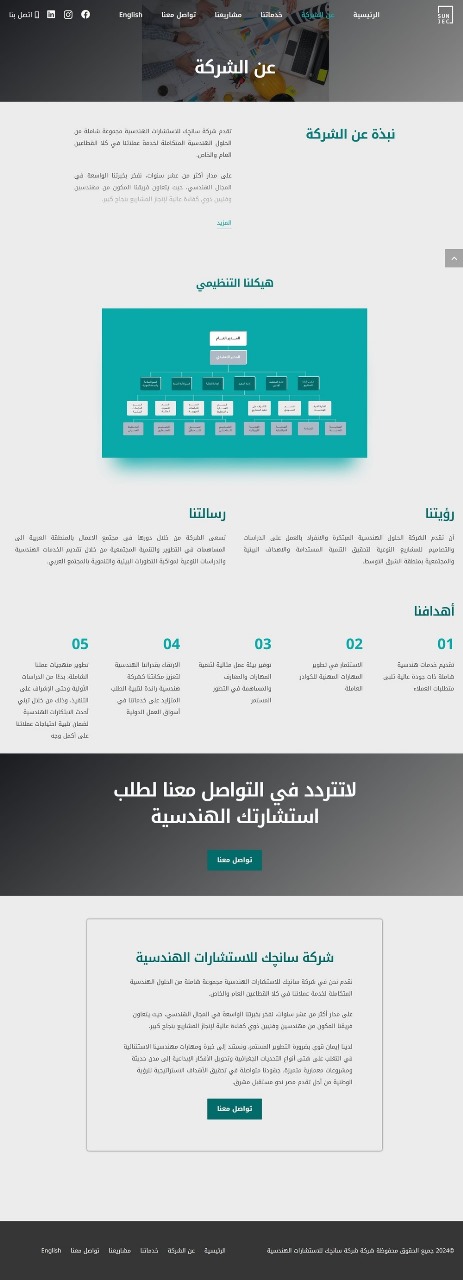 SUN
JEC
الرئيسية
عن الشركة
خدماتنا
مشاريعنا
تواصل معنا
English
اتصل بنا
عن الشركة
نبذة عن الشركة
تقدم شركة سانجك للاستشارات الهندسية مجموعة شاملة من
الحلول الهندسية المتكاملة لخدمة عملائنا في كلا القطاعين
العام والخاص.
على مدار أكثر من عشر سنوات، نفخر بخبرتنا الواسعة في
المجال الهندسي، حيث يتعاون فريقنا المكون من مهندسين
وفنيين ذوي كفاءة عالية لإنجاز المشاريع بنجاح كبير.
المزيد
هيكلنا التنظيمي
رؤيتنا
أن نقدم الشركة الحلول الهندسية المبتكرة والانفراد بالعمل على الدراسات
والتصاميم للمشاريع النوعية لتحقيق التنمية المستدامة والاهداف البيئية
والمجتمعية بمنطقة الشرق الاوسط.
رسالتنا
تسعى الشركة من خلال دورها في مجتمع الاعمال بالمنطقة العربية الى
المساهمات في التطوير والتنمية المجتمعية من خلال تقديم الخدمات الهندسية
والدراسات النوعية لمواكبة التطورات البيئية والتنموية بالمجتمع العربي.
أهدافنا
01
تقديم خدمات هندسية
شاملة ذات جودة عالية تلبي
متطلبات العملاء
02
الاستثمار في تطوير
المهارات المهنية للكوادر
العاملة
03
توفير بيئة عمل مثالية لتنمية
المهارات والمعارف
والمساهمة في التطور
المستمر
04
الارتقاء بقدراتنا الهندسية
لتعزيز مكانتنا كشركة
هندسية رائدة لتلبية الطلب
المتزايد على خدماتنا في
أسواق العمل الدولية
05
تطوير منهجيات عملنا
الشاملة، بدءًا من الدراسات
الأولية وحتى الإشراف على
التنفيذ، وذلك من خلال تبني
أحدث الابتكارات الهندسية
لضمان تلبية احتياجات عملائنا
على أكمل وجه
لاتتردد في التواصل معنا لطلب
استشارتك الهندسية
تواصل معنا
شركة سانچك للاستشارات الهندسية
نقدم نحن في شركة سانچك للاستشارات الهندسية مجموعة شاملة من الحلول الهندسية
المتكاملة لخدمة عملائنا في كلا القطاعين العام والخاص.
على مدار أكثر من عشر سنوات، نفخر بخبرتنا الواسعة في المجال الهندسي، حيث يتعاون
فريقنا المكون من مهندسين وفنيين ذوي كفاءة عالية لإنجاز المشاريع بنجاح كبير.
لدينا إيمان قوي بضرورة التطوير المستمر، ونستند إلى خبرة ومهارات مهندسينا الاستثنائية
في التغلب على شتى أنواع التحديات الجغرافية وتحويل الأفكار الإبداعية إلى مدن حديثة
ومشروعات معمارية متميزة. جهودنا متواصلة في تحقيق الأهداف الاستراتيجية للرؤية
الوطنية من أجل تقدم مصر نحو مستقبل مشرق.
تواصل معنا
©2024 جميع الحقوق محفوظة شركة شركة سانچك للاستشارات الهندسية
الرئيسية
عن الشركة
خدماتنا
مشاريعنا
تواصل معنا
English